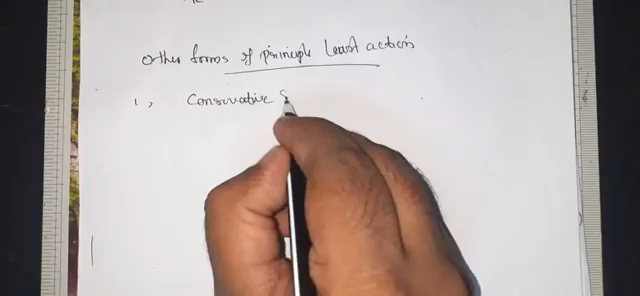 Other forms of principle least action
1, Conservative S